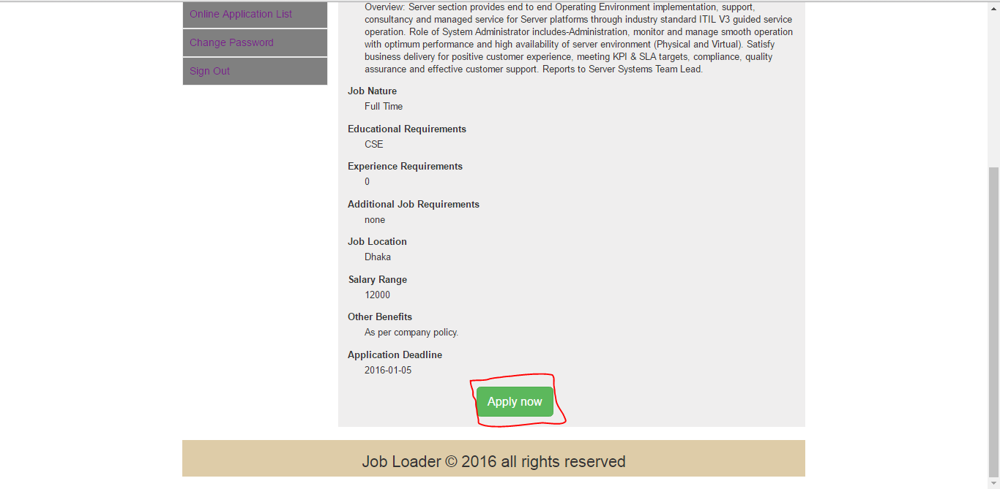 Online Application List
Change Password
Sign Out
Overview: Server section provides end to end Operating Environment implementation, support,
consultancy and managed service for Server platforms through industry standard ITIL V3 guided service
operation. Role of System Administrator includes-Administration, monitor and manage smooth operation
with optimum performance and high availability of server environment (Physical and Virtual). Satisfy
business delivery for positive customer experience, meeting KPI & SLA targets, compliance, quality
assurance and effective customer support. Reports to Server Systems Team Lead.
Job Nature
Full Time
Educational Requirements
CSE
Experience Requirements
0
Additional Job Requirements
none
Job Location
Dhaka
Salary Range
12000
Other Benefits
As per company policy.
Application Deadline
2016-01-05
Apply now
Job Loader © 2016 all rights reserved